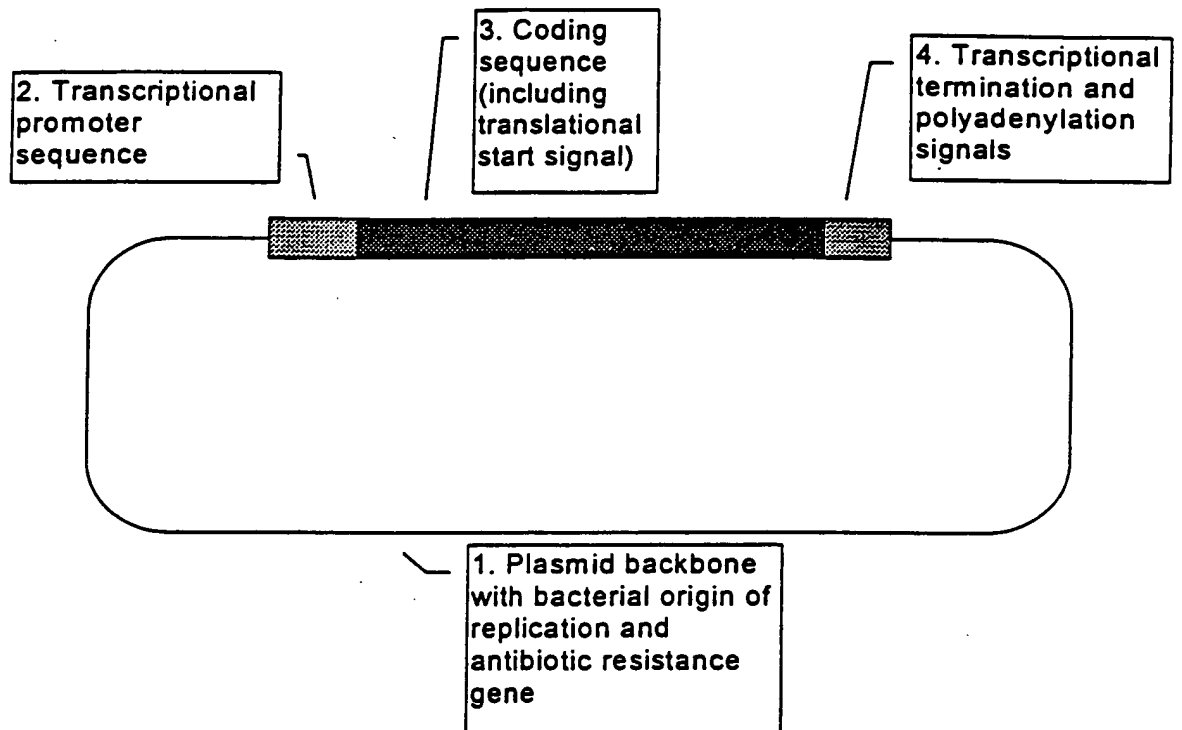 2. Transcriptional
promoter
sequence
3. Coding
sequence
(including
translational
start signal)
4. Transcriptional
termination and
polyadenylation
signals
1. Plasmid backbone
with bacterial origin of
replication and
antibiotic resistance
gene